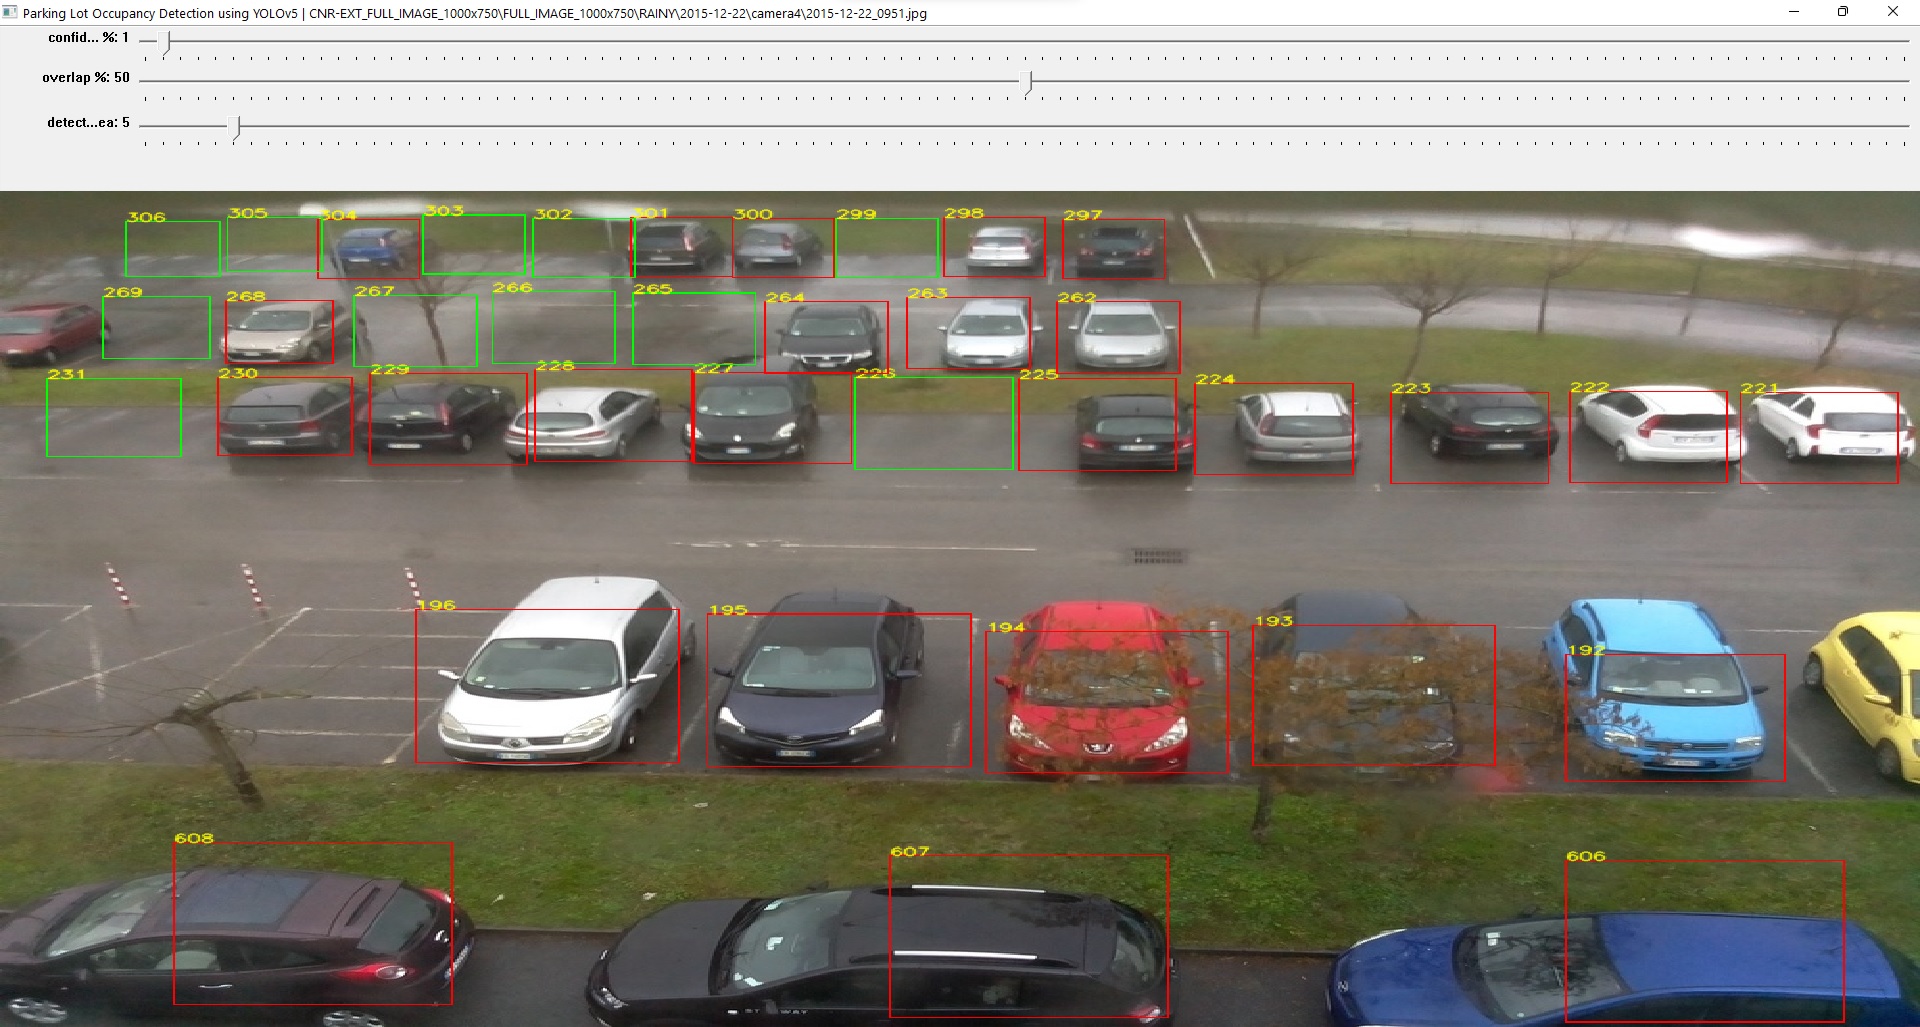 Parking Lot Occupancy Detection using YOLOv5 | CNR-EXT_FULL_IMAGE_1000x750\FULL_IMAGE_1000x750\RAINY\2015-12-22\camera4\2015-12-22_0951.jpg
confid... %: 1
overlap %: 50
detect...ea: 5
306 305 304 303 302 301 300 299 298 297
269 268 267 266 265 264 263 262
231 230 229 228 227 226 225 224 223 222 221
196 195 194 193 192
608 607 606